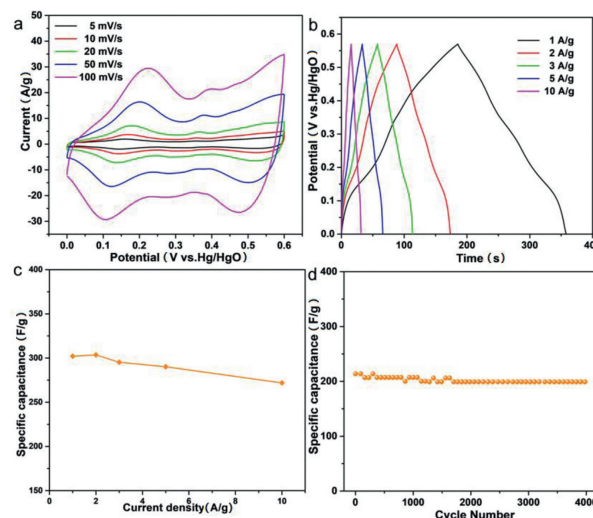 a
5 mV/s
10 mV/s
20 mV/s
50 mV/s
100 mV/s
Current (A/g)
50
40
30
20
10
0
-10
-20
-30
0.0 0.1 0.2 0.3 0.4 0.5 0.6
Potential (V vs.Hg/HgO)
b
1 A/g
2 A/g
3 A/g
5 A/g
10 A/g
Potential (V vs.Hg/HgO)
0.7
0.6
0.5
0.4
0.3
0.2
0.1
0.0
0 100 200 300 400
Time (s)
c
Specific capacitance (F/g)
400
350
300
250
200
150
0 2 4 6 8 10
Current density(A/g)
d
Specific capacitance (F/g)
400
300
200
100
0
0 1000 2000 3000 4000
Cycle Number